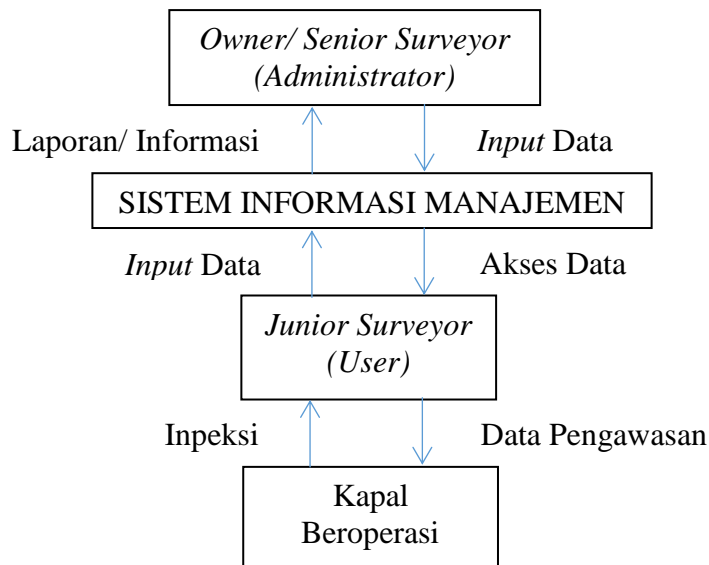 Owner/ Senior Surveyor
(Administrator)
Laporan/ Informasi
Input Data
SISTEM INFORMASI MANAJEMEN
Input Data
Akses Data
Junior Surveyor
(User)
Inpeksi
Data Pengawasan
Kapal
Beroperasi